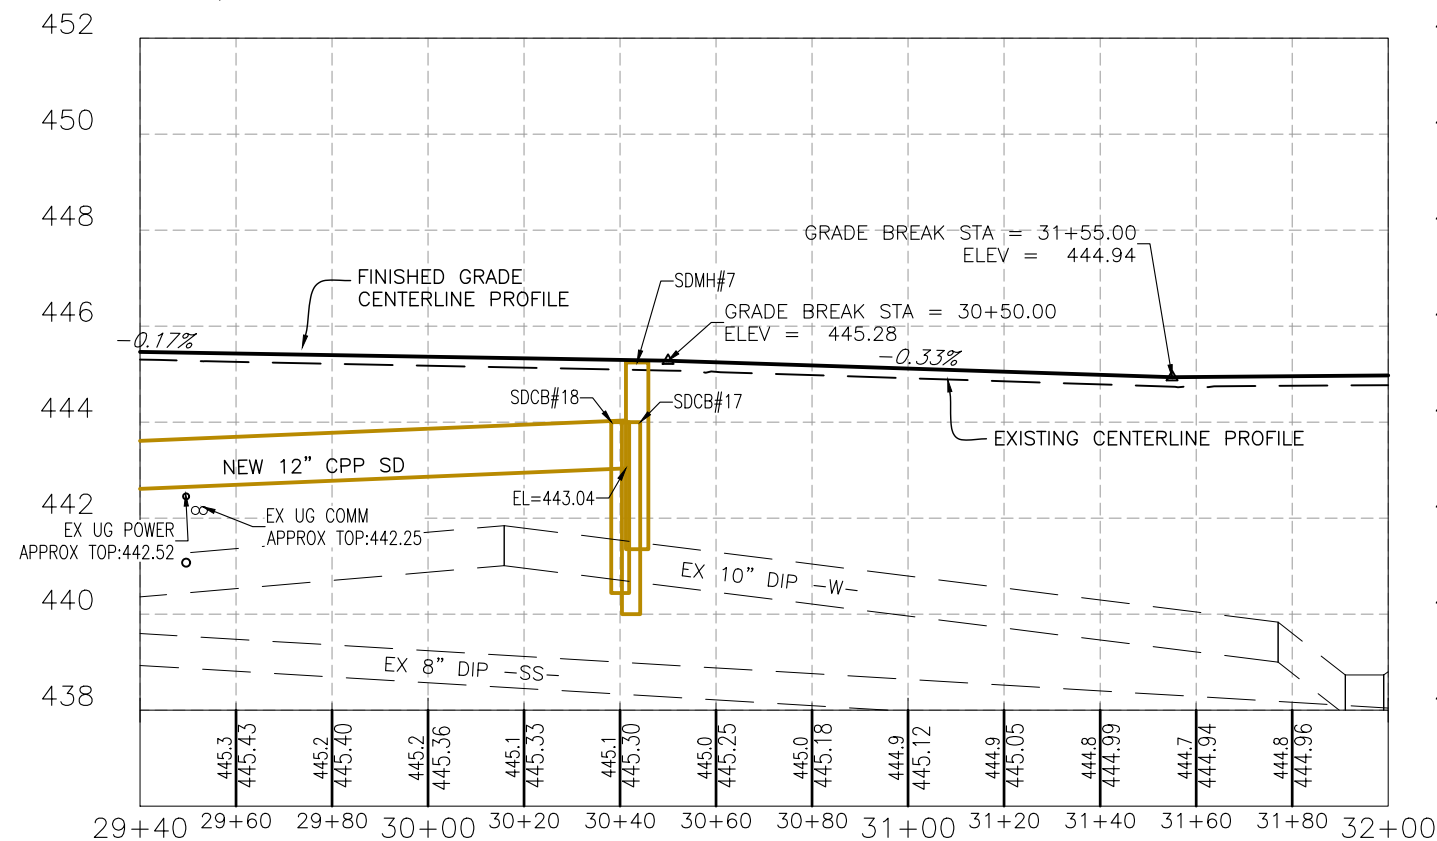 452
450
448
446
444
442
440
438
GRADE BREAK STA = 31+55.00
ELEV = 444.94
FINISHED GRADE
CENTERLINE PROFILE
SDMH#7
GRADE BREAK STA = 30+50.00
ELEV = 445.28
-0.17%
-0.33%
SDCB#18
SDCB#17
EXISTING CENTERLINE PROFILE
NEW 12" CPP SD
EL=443.04
EX UG POWER
APPROX TOP:442.52
EX UG COMM
APPROX TOP:442.25
EX 10" DIP -W-
EX 8" DIP -SS-
445.3
445.43
445.2
445.40
445.2
445.36
445.1
445.33
445.1
445.30
445.0
445.25
445.0
445.18
444.9
445.12
444.9
445.05
444.8
444.99
444.7
444.94
444.8
444.96
29+40
29+60
29+80
30+00
30+20
30+40
30+60
30+80
31+00
31+20
31+40
31+60
31+80
32+00